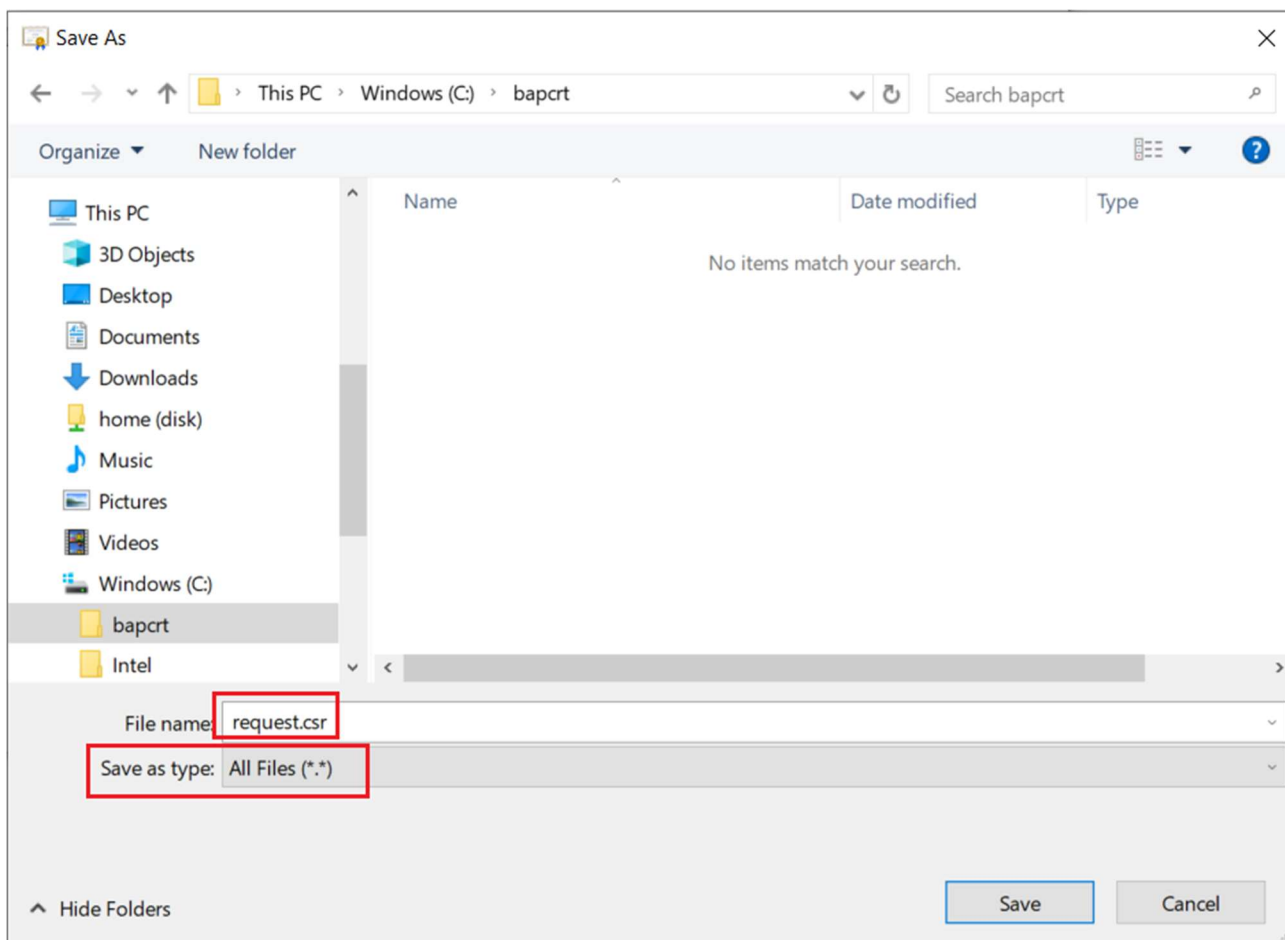 Save As
This PC > Windows (C:) > bapcrt
Search bapcrt
Organize
New folder
This PC
3D Objects
Desktop
Documents
Downloads
home (disk)
Music
Pictures
Videos
Windows (C:)
bapcrt
Intel
Name
Date modified
Type
No items match your search.
File name: request.csr
Save as type: All Files (*.*)
Hide Folders
Save
Cancel